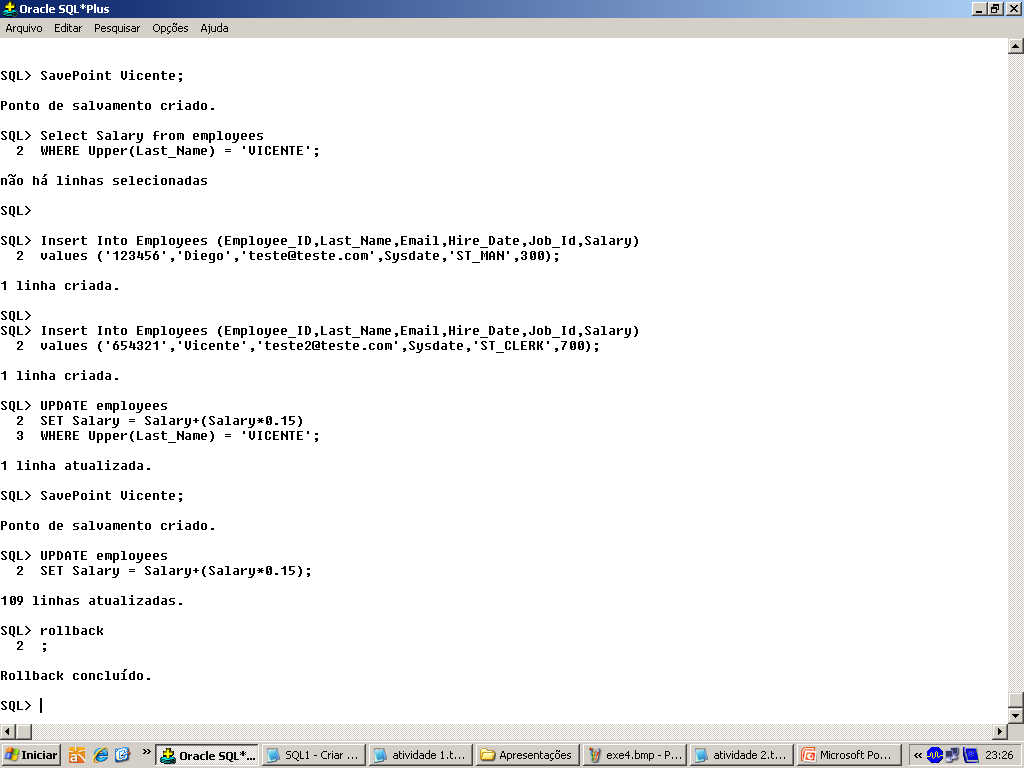 Oracle SQL*Plus
Arquivo Editar Pesquisar Opções Ajuda
SQL> SavePoint Vicente;
Ponto de salvamento criado.
SQL> Select Salary from employees
2 WHERE Upper(Last_Name) = 'VICENTE';
não há linhas selecionadas
SQL>
SQL> Insert Into Employees (Employee_ID,Last_Name,Email,Hire_Date,Job_Id,Salary)
2 values ('123456','Diego','teste@teste.com',Sysdate,'ST_MAN',300);
1 linha criada.
SQL>
SQL> Insert Into Employees (Employee_ID,Last_Name,Email,Hire_Date,Job_Id,Salary)
2 values ('654321','Vicente','teste2@teste.com',Sysdate,'ST_CLERK',700);
1 linha criada.
SQL> UPDATE employees
2 SET Salary = Salary+(Salary*0.15)
3 WHERE Upper(Last_Name) = 'VICENTE';
1 linha atualizada.
SQL> SavePoint Vicente;
Ponto de salvamento criado.
SQL> UPDATE employees
2 SET Salary = Salary+(Salary*0.15);
109 linhas atualizadas.
SQL> rollback
2 ;
Rollback concluído.
SQL>
Iniciar » Oracle SQL*... SQL1 - Criar ... atividade 1.t... Apresentações exe4.bmp - P... atividade 2.t... Microsoft Po... « 23:26